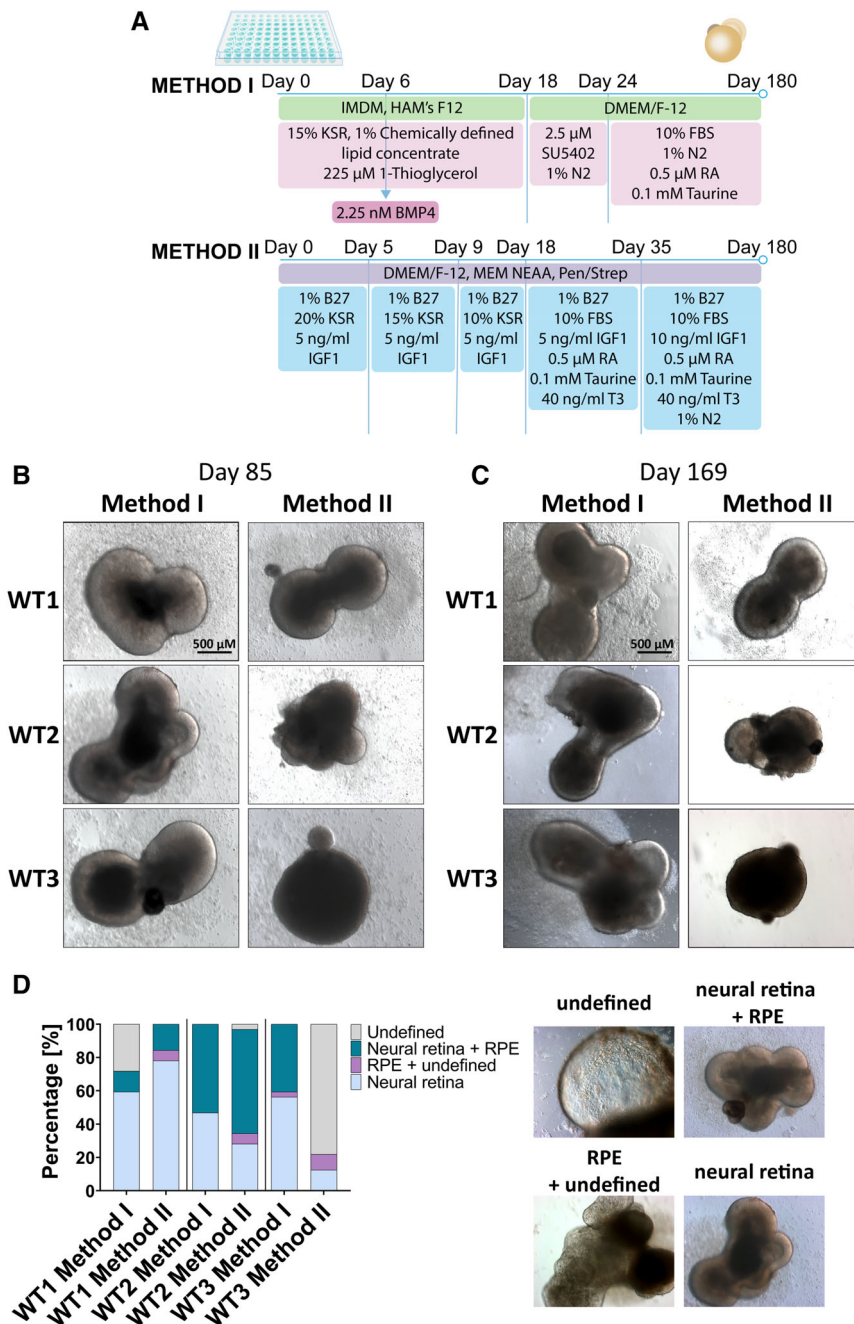 A
METHOD I
Day 0
Day 6
Day 18
Day 24
Day 180
IMDM, HAM's F12
DMEM/F-12
15% KSR, 1% Chemically defined
lipid concentrate
225 µM 1-Thioglycerol
2.5 µM
SU5402
1% N2
10% FBS
1% N2
0.5 µM RA
0.1 mM Taurine
2.25 nM BMP4
METHOD II
Day 0
Day 5
Day 9
Day 18
Day 35
Day 180
DMEM/F-12, MEM NEAA, Pen/Strep
1% B27
20% KSR
5 ng/ml
IGF1
1% B27
15% KSR
5 ng/ml
IGF1
1% B27
10% KSR
5 ng/ml
IGF1
1% B27
10% FBS
5 ng/ml IGF1
0.5 µM RA
0.1 mM Taurine
40 ng/ml T3
1% B27
10% FBS
10 ng/ml IGF1
0.5 µM RA
0.1 mM Taurine
40 ng/ml T3
1% N2
B
Day 85
Method I
Method II
WT1
500 µM
WT2
WT3
C
Day 169
Method I
Method II
WT1
500 µM
WT2
WT3
D
Percentage [%]
100
80
60
40
20
0
WT1 Method I
WT1 Method II
WT2 Method I
WT2 Method II
WT3 Method I
WT3 Method II
Undefined
Neural retina + RPE
RPE + undefined
Neural retina
undefined
neural retina
+ RPE
RPE
+ undefined
neural retina